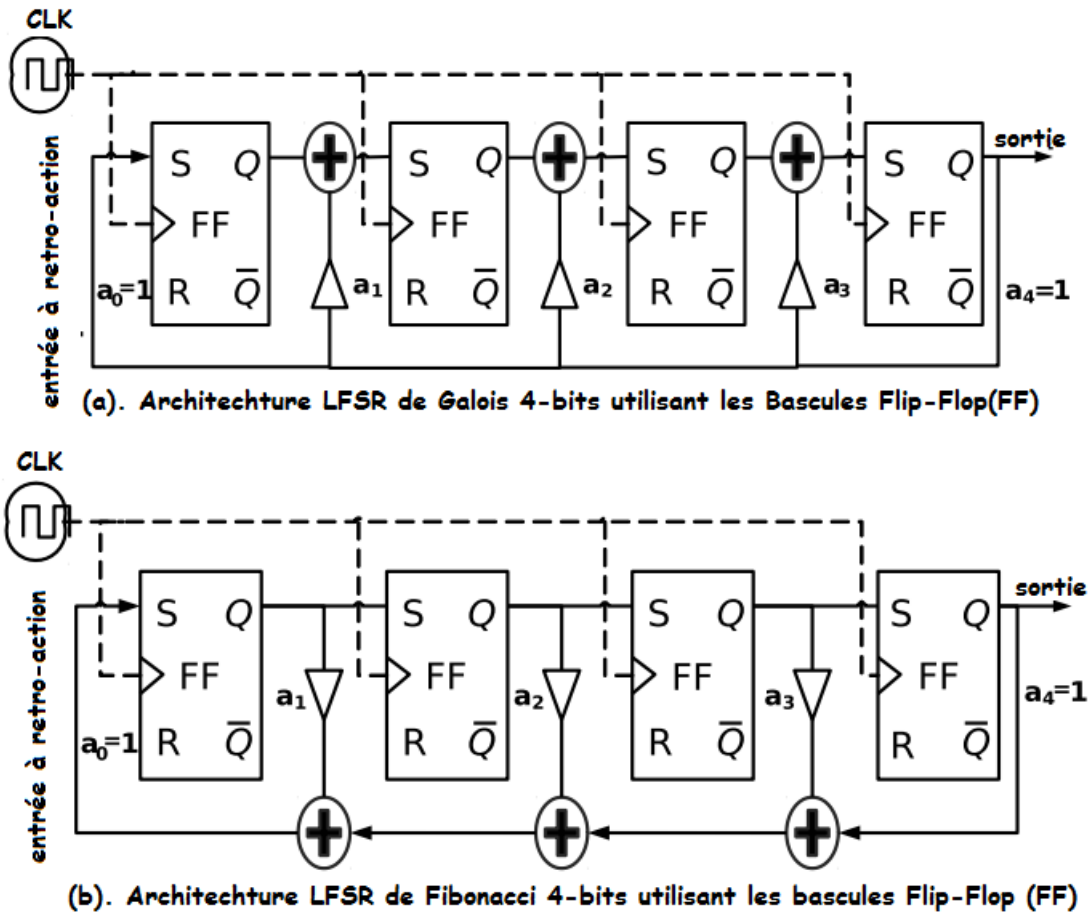 CLK
entrée à retro-action
sortie
S Q S Q S Q S Q
FF FF FF FF
a₀=1 R Q̅ a₁ R Q̅ a₂ R Q̅ a₃ R Q̅ a₄=1
(a). Architechture LFSR de Galois 4-bits utilisant les Bascules Flip-Flop(FF)
CLK
entrée à retro-action
sortie
S Q S Q S Q S Q
FF FF FF FF
a₁ a₂ a₃ a₄=1
a₀=1 R Q̅ R Q̅ R Q̅ R Q̅
(b). Architechture LFSR de Fibonacci 4-bits utilisant les bascules Flip-Flop (FF)